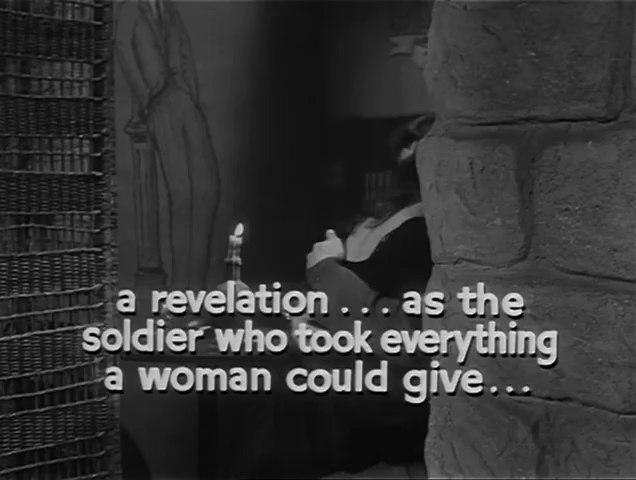 a revelation... as the
soldier who took everything
a woman could give...